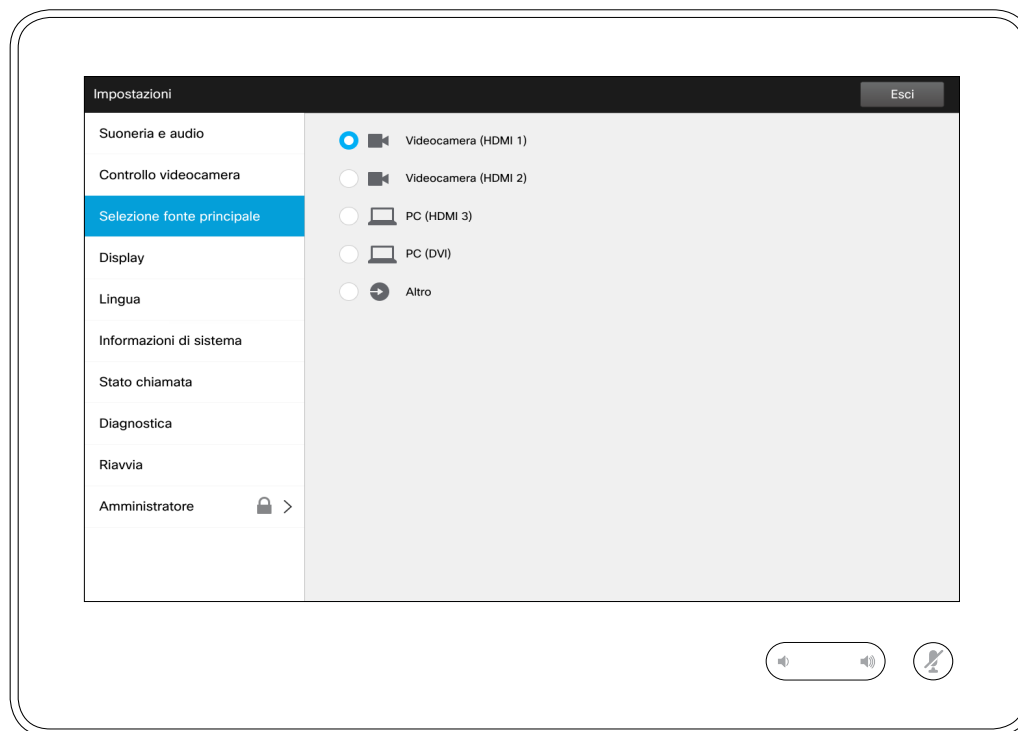 Impostazioni
Esci
Suoneria e audio
Controllo videocamera
Selezione fonte principale
Display
Lingua
Informazioni di sistema
Stato chiamata
Diagnostica
Riavvia
Amministratore
Videocamera (HDMI 1)
Videocamera (HDMI 2)
PC (HDMI 3)
PC (DVI)
Altro